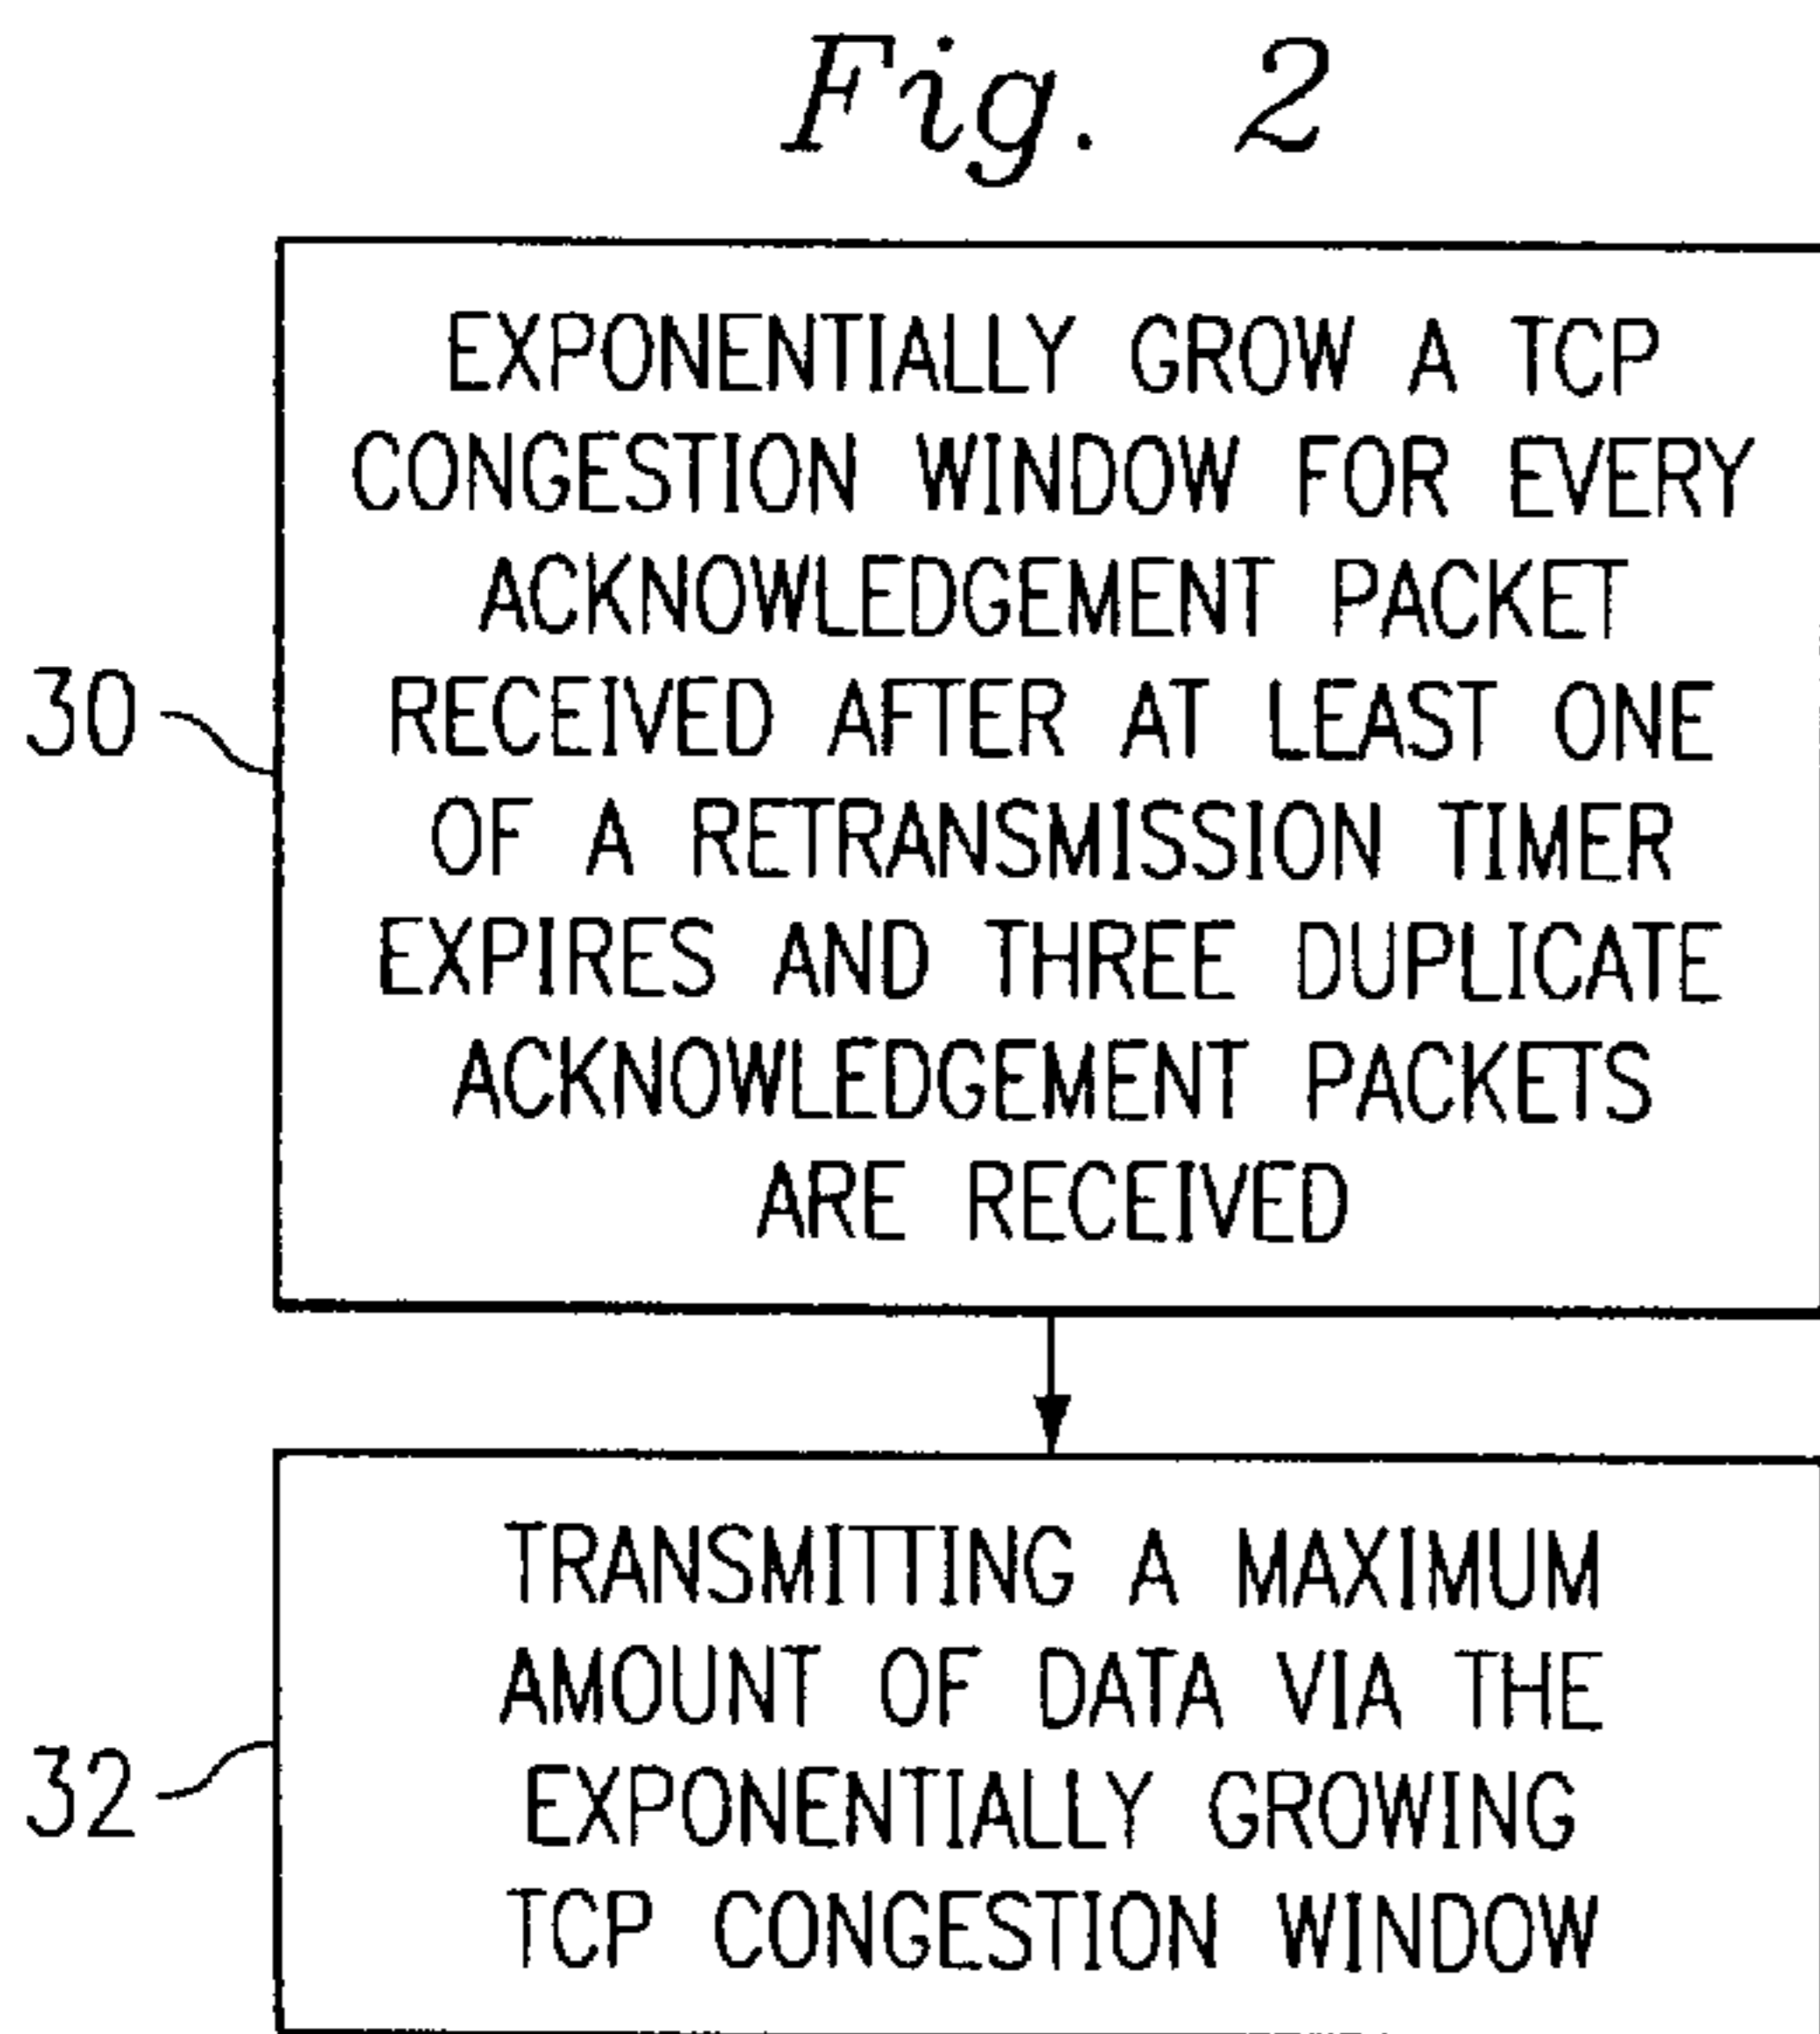 Fig. 2
EXPONENTIALLY GROW A TCP
CONGESTION WINDOW FOR EVERY
ACKNOWLEDGEMENT PACKET
RECEIVED AFTER AT LEAST ONE
OF A RETRANSMISSION TIMER
EXPIRES AND THREE DUPLICATE
ACKNOWLEDGEMENT PACKETS
ARE RECEIVED
30
TRANSMITTING A MAXIMUM
AMOUNT OF DATA VIA THE
EXPONENTIALLY GROWING
TCP CONGESTION WINDOW
32